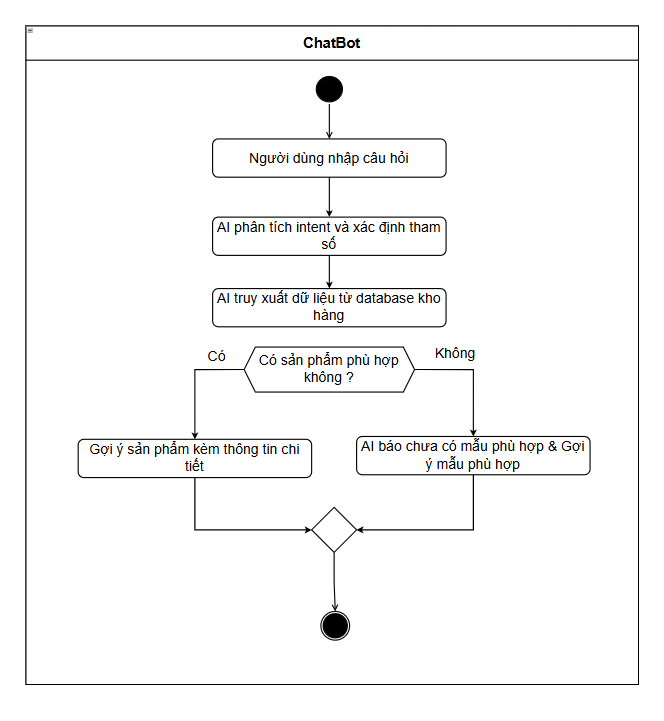 ChatBot
Người dùng nhập câu hỏi
AI phân tích intent và xác định tham
số
AI truy xuất dữ liệu từ database kho
hàng
Có
Có sản phẩm phù hợp
không ?
Không
Gợi ý sản phẩm kèm thông tin chi
tiết
AI báo chưa có mẫu phù hợp & Gợi
ý mẫu phù hợp